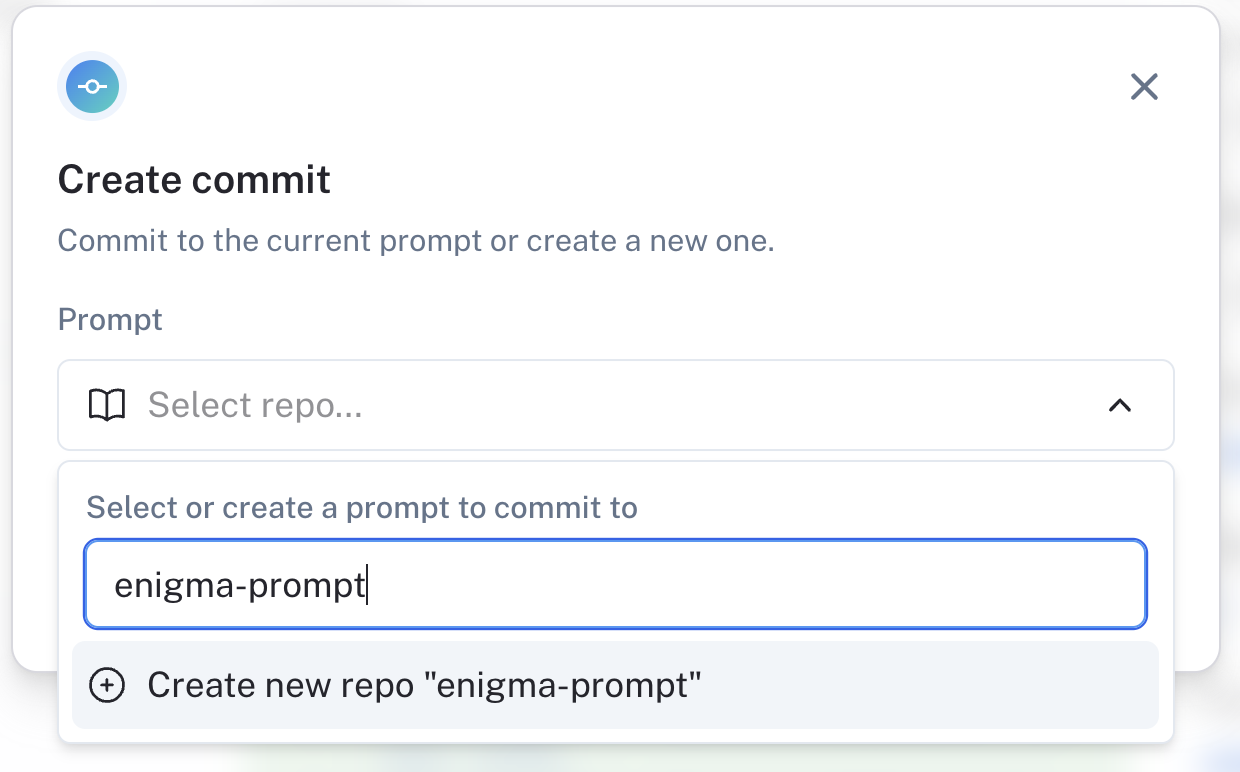 Create commit
Commit to the current prompt or create a new one.
Prompt
Select repo...
Select or create a prompt to commit to
enigma-prompt
Create new repo "enigma-prompt"